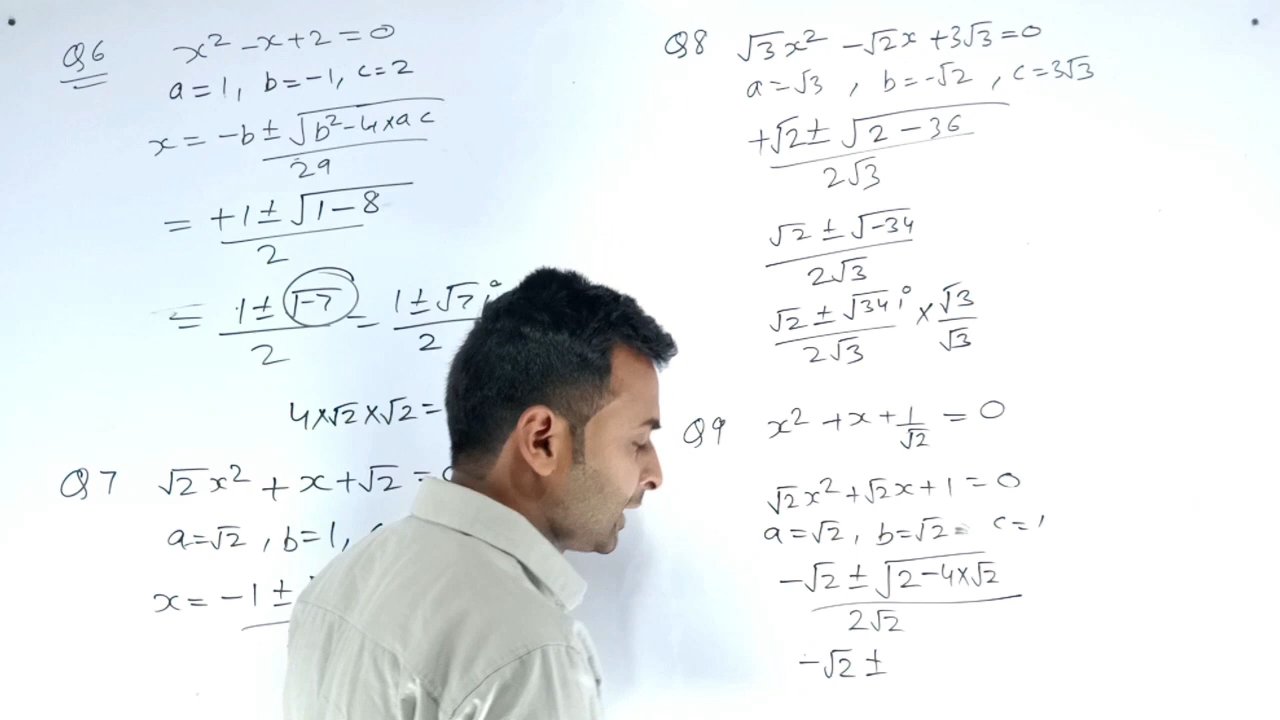 Q6 x² - x + 2 = 0
a = 1, b = -1, c = 2
x = -b ± √b² - 4 × a c
2a
= +1 ± √1 - 8
2
= 1 ± √-7 = 1 ± √7 i
2 2
4 × √2 × √2 =
Q7 √2 x² + x + √2 =
a = √2, b = 1,
x = -1 ±
Q8 √3 x² - √2 x + 3√3 = 0
a = √3, b = -√2, c = 3√3
+√2 ± √2 - 36
2√3
√2 ± √-34
2√3
√2 ± √34 i × √3
2√3 √3
Q9 x² + x + 1 = 0
√2
√2 x² + √2 x + 1 = 0
a = √2, b = √2 c = 1
-√2 ± √2 - 4 × √2
2√2
-√2 ±